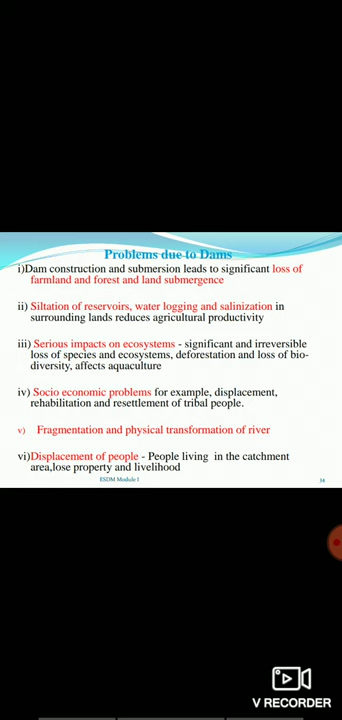 Problems due to Dams
i)Dam construction and submersion leads to significant loss of
farmland and forest and land submergence
ii) Siltation of reservoirs, water logging and salinization in
surrounding lands reduces agricultural productivity
iii) Serious impacts on ecosystems - significant and irreversible
loss of species and ecosystems, deforestation and loss of bio-
diversity, affects aquaculture
iv) Socio economic problems for example, displacement,
rehabilitation and resettlement of tribal people.
v) Fragmentation and physical transformation of river
vi)Displacement of people - People living in the catchment
area,lose property and livelihood
ESDM Module I
V RECORDER